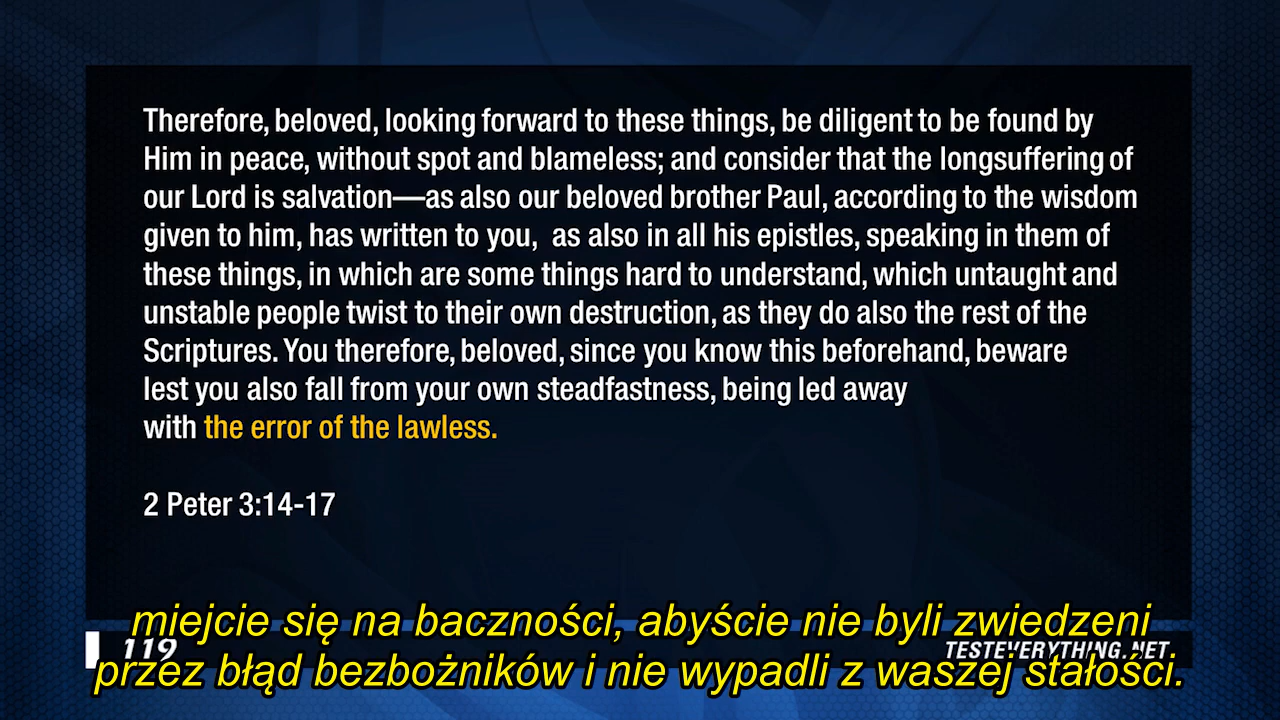 Therefore, beloved, looking forward to these things, be diligent to be found by
Him in peace, without spot and blameless; and consider that the longsuffering of
our Lord is salvation—as also our beloved brother Paul, according to the wisdom
given to him, has written to you,  as also in all his epistles, speaking in them of
these things, in which are some things hard to understand, which untaught and
unstable people twist to their own destruction, as they do also the rest of the
Scriptures. You therefore, beloved, since you know this beforehand, beware
lest you also fall from your own steadfastness, being led away
with the error of the lawless.
2 Peter 3:14-17
miejcie się na baczności, abyście nie byli zwiedzeni
119 TESTEVERYTHING.NET
przez błąd bezbożników i nie wypadli z waszej stałości.